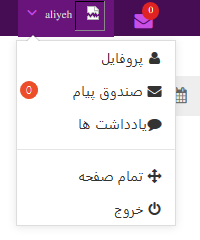 aliyeh
0
پروفایل
صندوق پیام
0
یادداشت ها
تمام صفحه
خروج